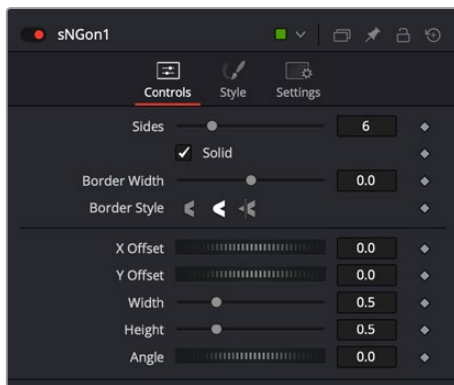 sNGon1
Controls Style Settings
Sides 6
Solid
Border Width 0.0
Border Style
X Offset 0.0
Y Offset 0.0
Width 0.5
Height 0.5
Angle 0.0